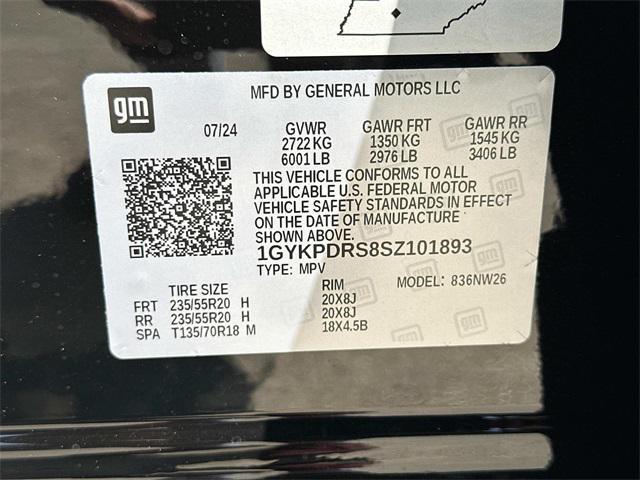 gm
MFD BY GENERAL MOTORS LLC
07/24 GVWR GAWR FRT GAWR RR
2722 KG 1350 KG 1545 KG
6001 LB 2976 LB 3406 LB
THIS VEHICLE CONFORMS TO ALL
APPLICABLE U.S. FEDERAL MOTOR
VEHICLE SAFETY STANDARDS IN EFFECT
ON THE DATE OF MANUFACTURE
SHOWN ABOVE.
1GYKPDRS8SZ101893
TYPE: MPV MODEL: 836NW26
TIRE SIZE RIM
FRT 235/55R20 H 20X8J
RR 235/55R20 H 20X8J
SPA T135/70R18 M 18X4.5B